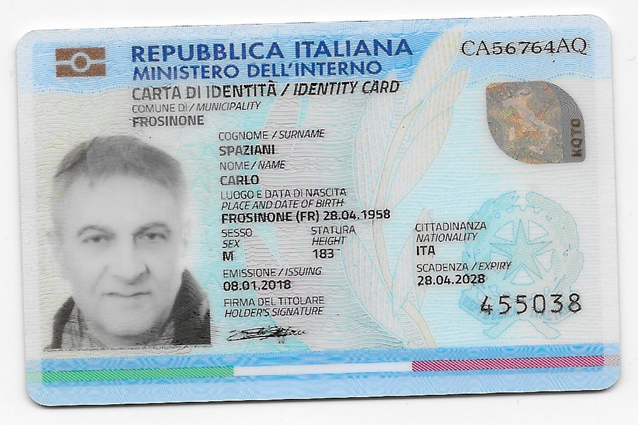 REPUBBLICA ITALIANA
MINISTERO DELL'INTERNO
CA56764AQ
CARTA DI IDENTITÀ / IDENTITY CARD
COMUNE DI / MUNICIPALITY
FROSINONE
KQTO
COGNOME / SURNAME
SPAZIANI
NOME / NAME
CARLO
LUOGO E DATA DI NASCITA
PLACE AND DATE OF BIRTH
FROSINONE (FR) 28.04.1958
SESSO
SEX
M
STATURA
HEIGHT
183
CITTADINANZA
NATIONALITY
ITA
EMISSIONE / ISSUING
08.01.2018
SCADENZA / EXPIRY
28.04.2028
FIRMA DEL TITOLARE
HOLDER'S SIGNATURE
455038